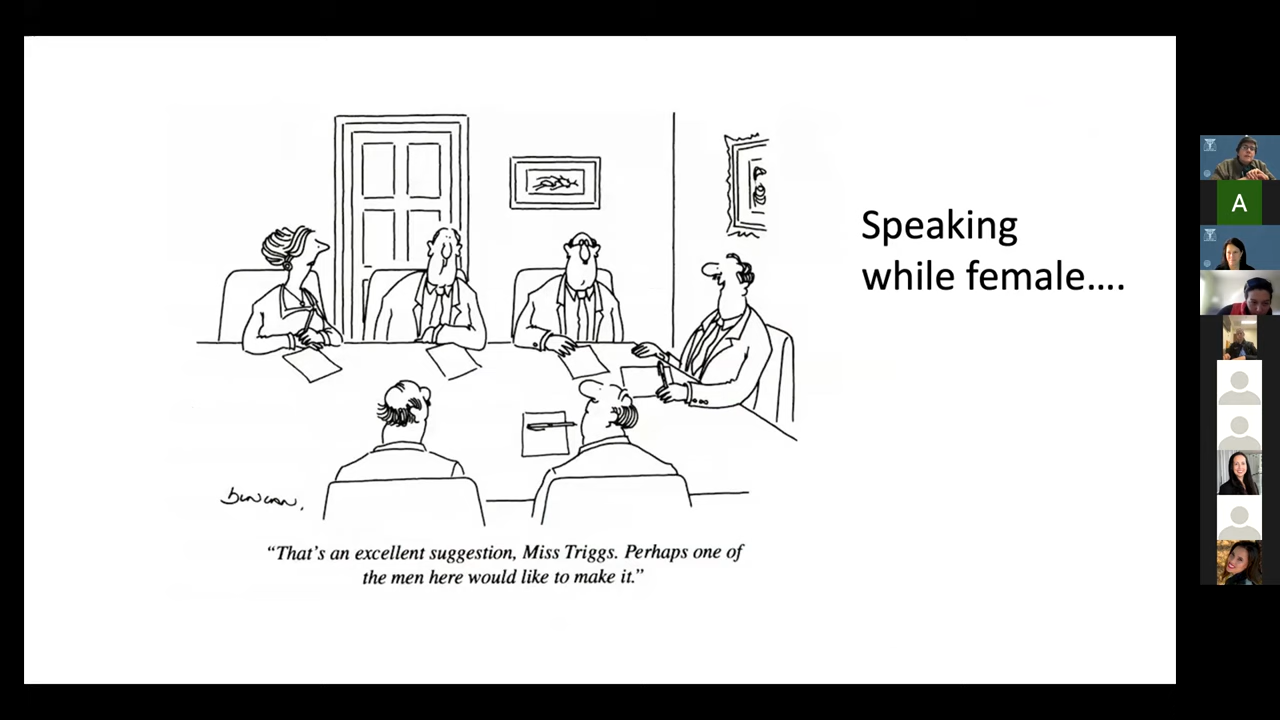 Speaking
while female....
DUNCAN.
“That’s an excellent suggestion, Miss Triggs. Perhaps one of
the men here would like to make it.”
A